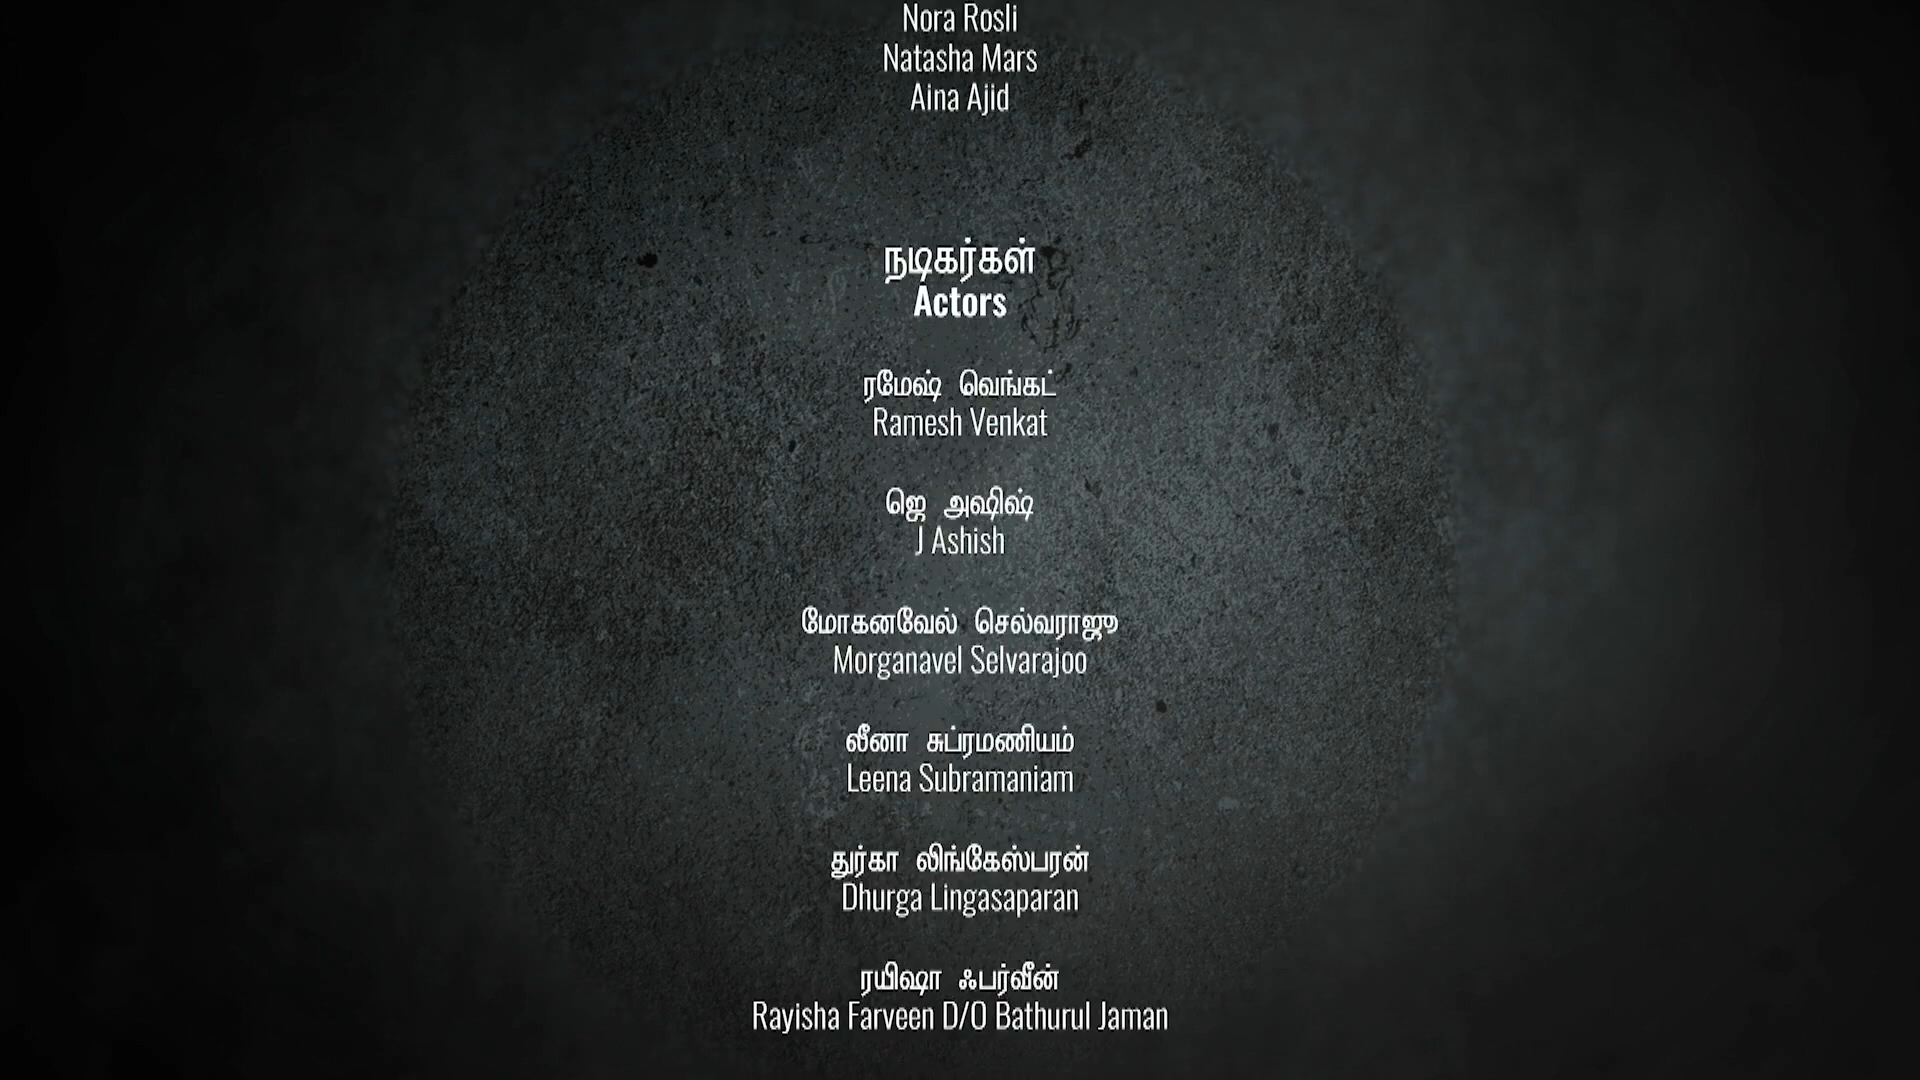 Nora Rosli
Natasha Mars
Aina Ajid
நடிகர்கள்
Actors
ரமேஷ் வெங்கட்
Ramesh Venkat
ஜெ அஷிஷ்
J Ashish
மோகனவேல் செல்வராஜூ
Morganavel Selvarajoo
லீனா சுப்ரமணியம்
Leena Subramaniam
துர்கா லிங்கேஸ்பரன்
Dhurga Lingasaparan
ரயிஷா ஃபர்வீன்
Rayisha Farveen D/O Bathurul Jaman